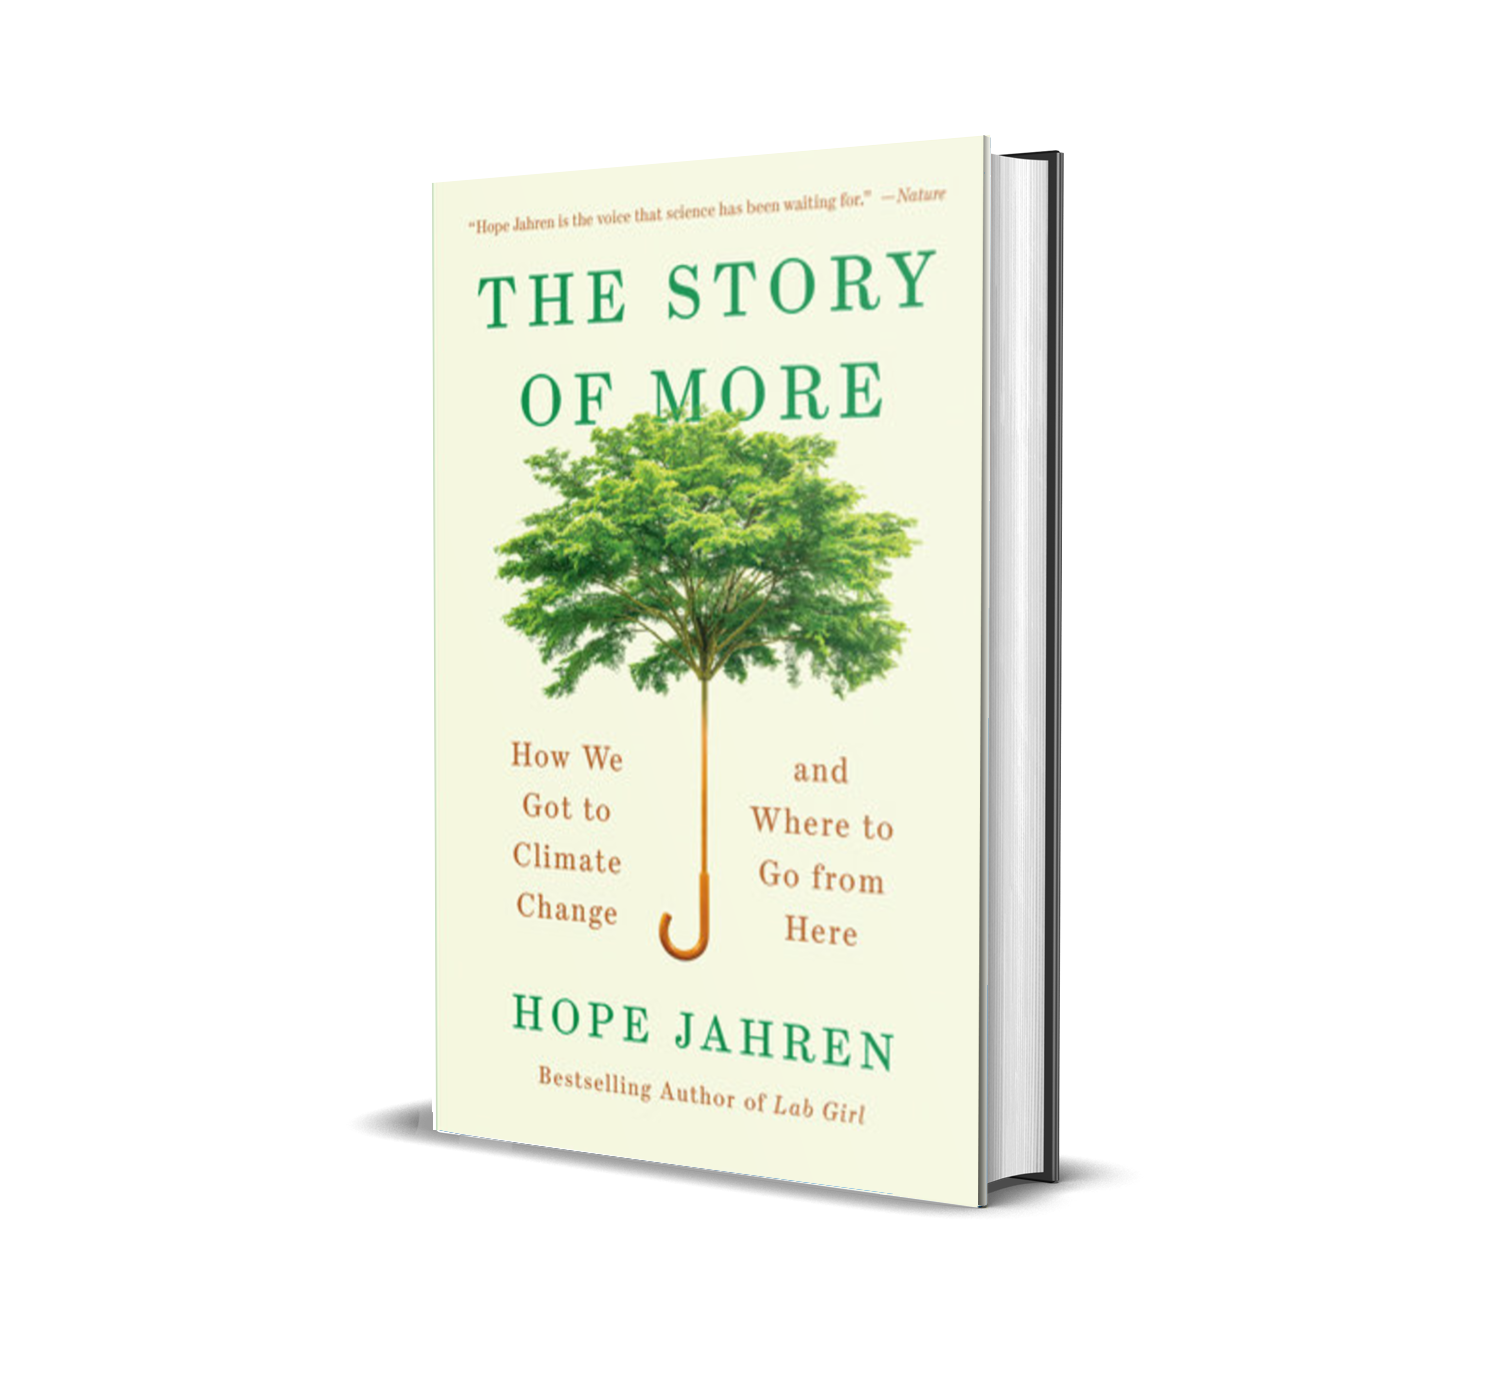 “Hope Jahren is the voice that science has been waiting for.” —Nature
THE STORY
OF MORE
How We
Got to
Climate
Change
and
Where to
Go from
Here
HOPE JAHREN
Bestselling Author of Lab Girl